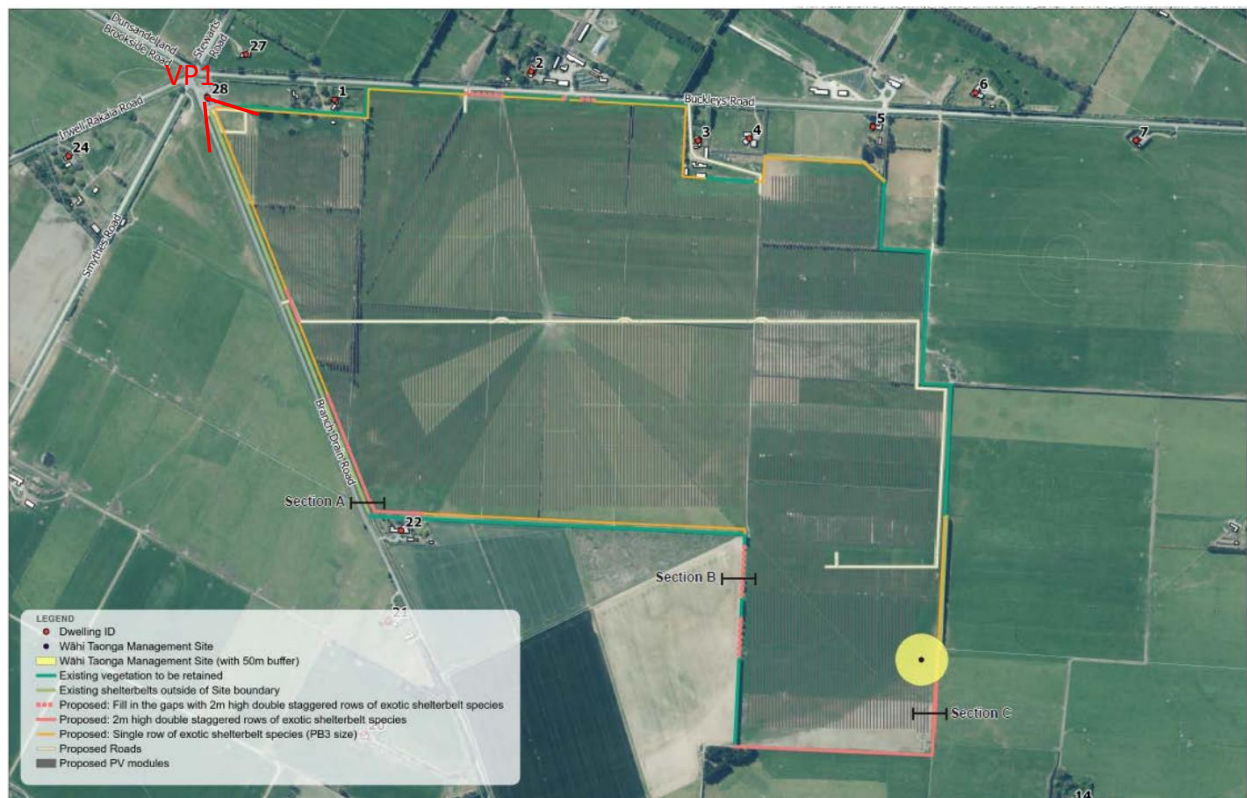 Dunsandel and
Brookside Road
Stewarts
Road
27
VP1
28
2
1
Buckleys Road
6
5
7
3
4
Irwell Rakaia Road
24
Smythes Road
Branch Drain Road
Section A
22
Section B
21
Section C
14
LEGEND
Dwelling ID
Wāhi Taonga Management Site
Wāhi Taonga Management Site (with 50m buffer)
Existing vegetation to be retained
Existing shelterbelts outside of Site boundary
Proposed: Fill in the gaps with 2m high double staggered rows of exotic shelterbelt species
Proposed: 2m high double staggered rows of exotic shelterbelt species
Proposed: Single row of exotic shelterbelt species (PB3 size)
Proposed Roads
Proposed PV modules